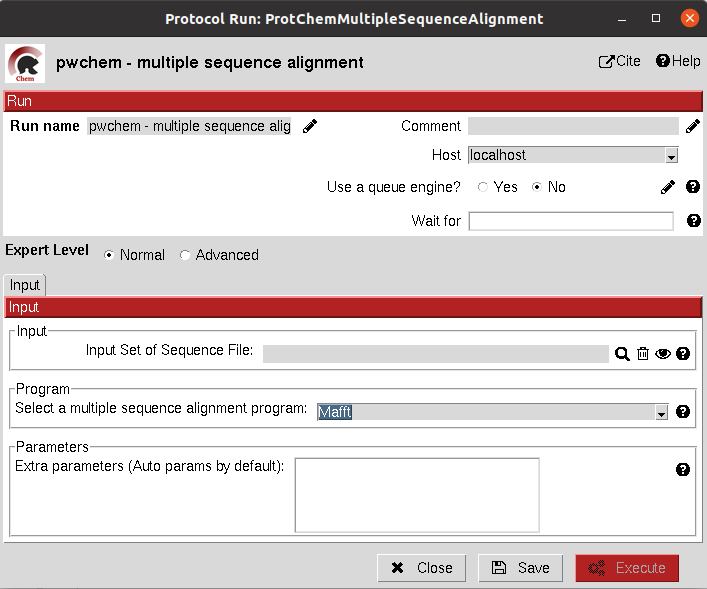 Protocol Run: ProtChemMultipleSequenceAlignment
Chem
pwchem - multiple sequence alignment
Cite
Help
Run
Run name pwchem - multiple sequence alig
Comment
Host localhost
Use a queue engine? Yes No
Wait for
Expert Level Normal Advanced
Input
Input
Input
Input Set of Sequence File:
Program
Select a multiple sequence alignment program: Mafft
Parameters
Extra parameters (Auto params by default):
Close Save Execute